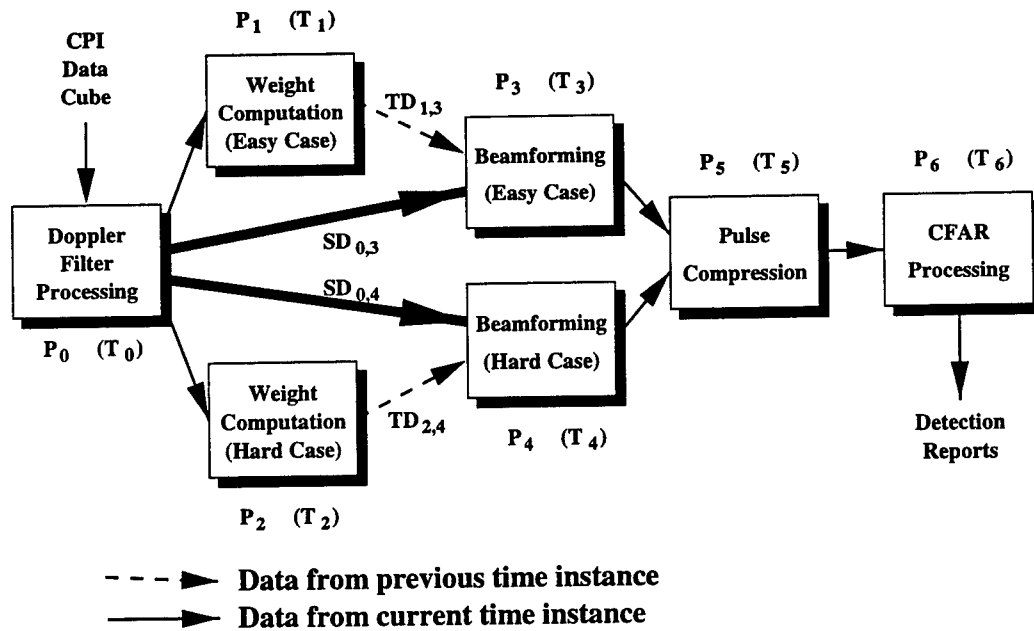 CPI
Data
Cube
P0 (T0)
Doppler
Filter
Processing
P1 (T1)
Weight
Computation
(Easy Case)
TD1,3
SD0,3
SD0,4
TD2,4
Weight
Computation
(Hard Case)
P2 (T2)
P3 (T3)
Beamforming
(Easy Case)
Beamforming
(Hard Case)
P4 (T4)
P5 (T5)
Pulse
Compression
P6 (T6)
CFAR
Processing
Detection
Reports
Data from previous time instance
Data from current time instance